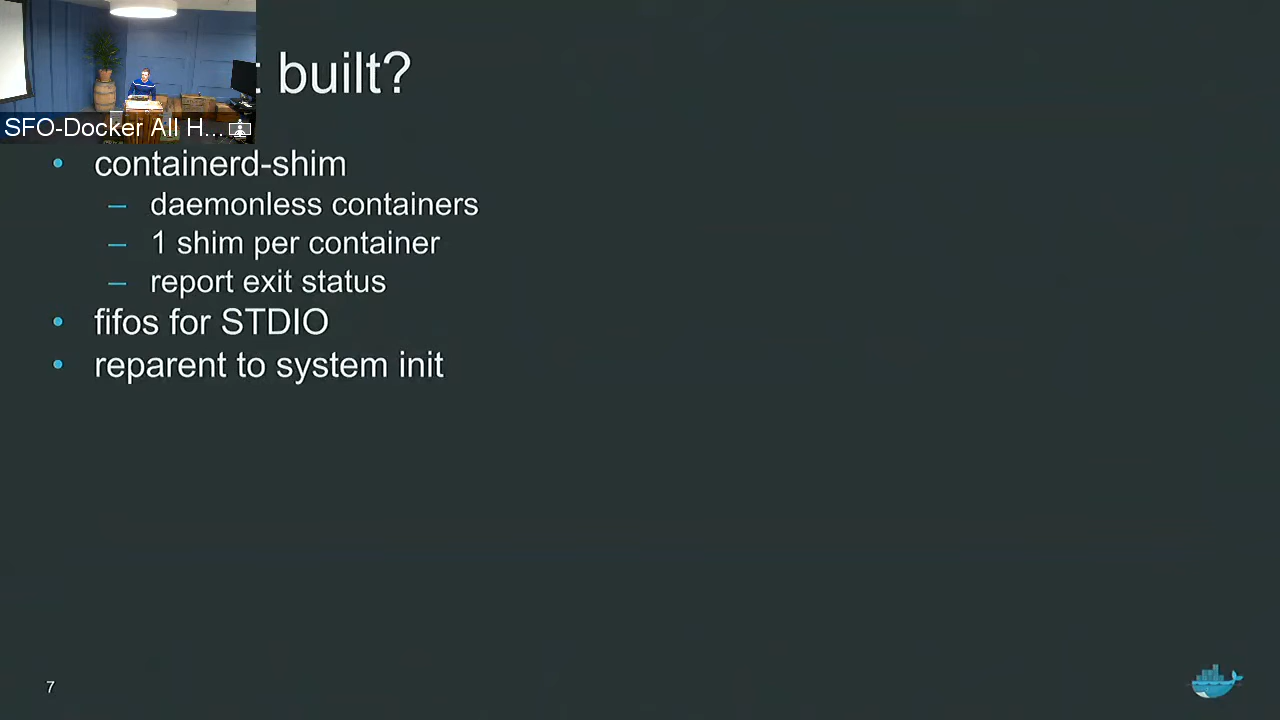 built?
SFO-Docker All H...
• containerd-shim
– daemonless containers
– 1 shim per container
– report exit status
• fifos for STDIO
• reparent to system init
7